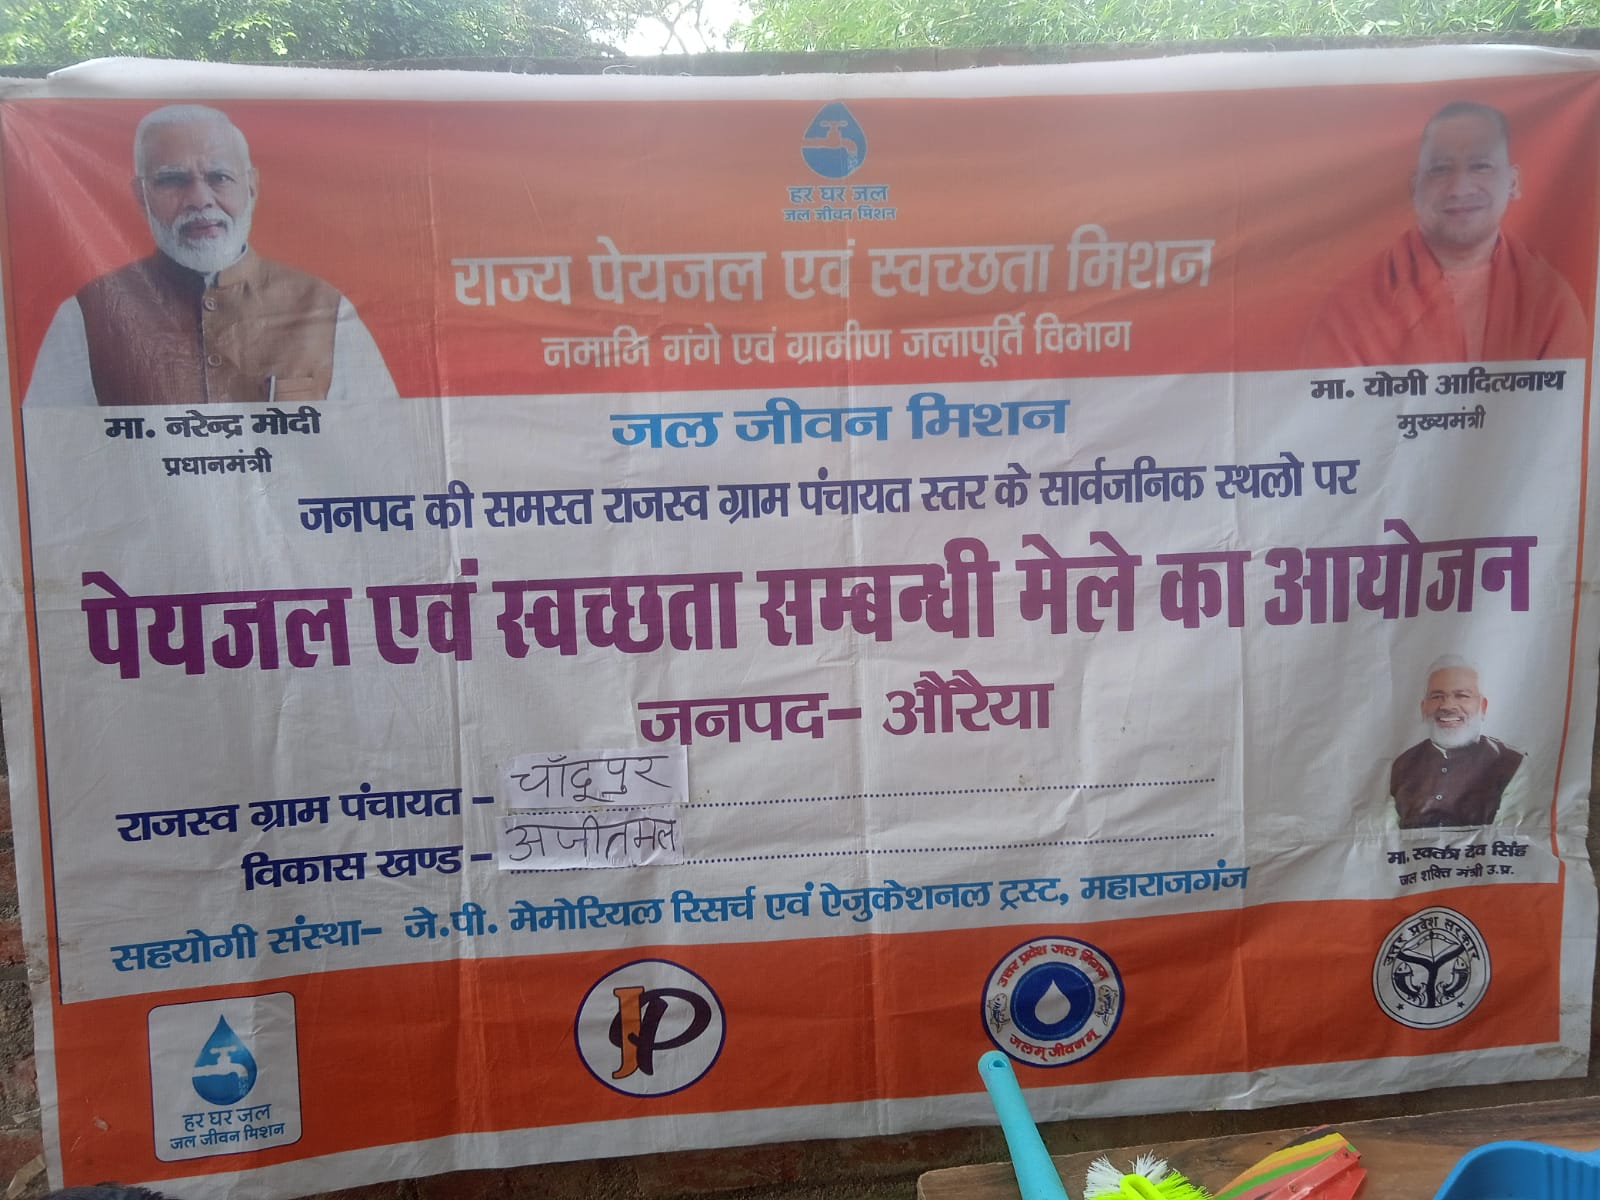 हर घर जल
जल जीवन मिशन
राज्य पेयजल एवं स्वच्छता मिशन
नमामि गंगे एवं ग्रामीण जलापूर्ति विभाग
मा. नरेन्द्र मोदी
प्रधानमंत्री
मा. योगी आदित्यनाथ
मुख्यमंत्री
जल जीवन मिशन
जनपद की समस्त राजस्व ग्राम पंचायत स्तर के सार्वजनिक स्थलो पर
पेयजल एवं स्वच्छता सम्बन्धी मेले का आयोजन
जनपद- औरैया
राजस्व ग्राम पंचायत - चाँदूपुर
विकास खण्ड - अजीतमल
मा. स्वतंत्र देव सिंह
जल शक्ति मंत्री उ.प्र.
सहयोगी संस्था- जे.पी. मेमोरियल रिसर्च एवं ऐजुकेशनल ट्रस्ट, महाराजगंज
हर घर जल
जल जीवन मिशन
JP
उत्तर प्रदेश जल निगम
जलम् जीवनम्
उत्तर प्रदेश सरकार